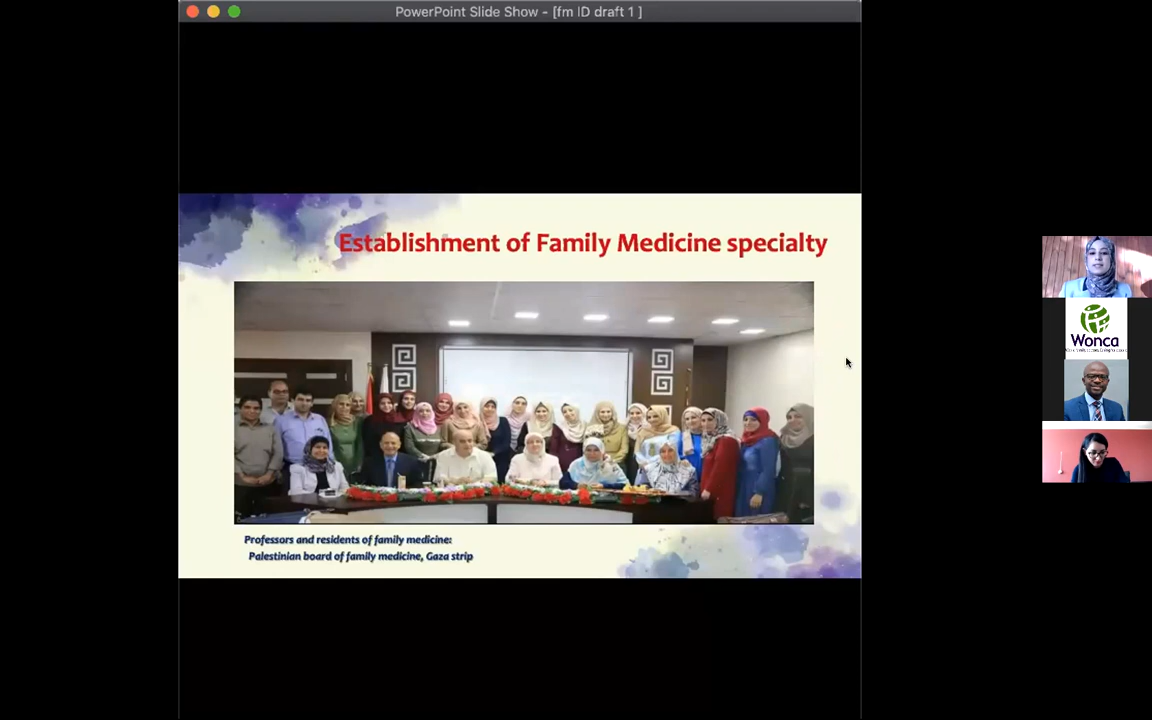 PowerPoint Slide Show - [fm ID draft 1 ]
Establishment of Family Medicine specialty
Professors and residents of family medicine:
Palestinian board of family medicine, Gaza strip
Wonca